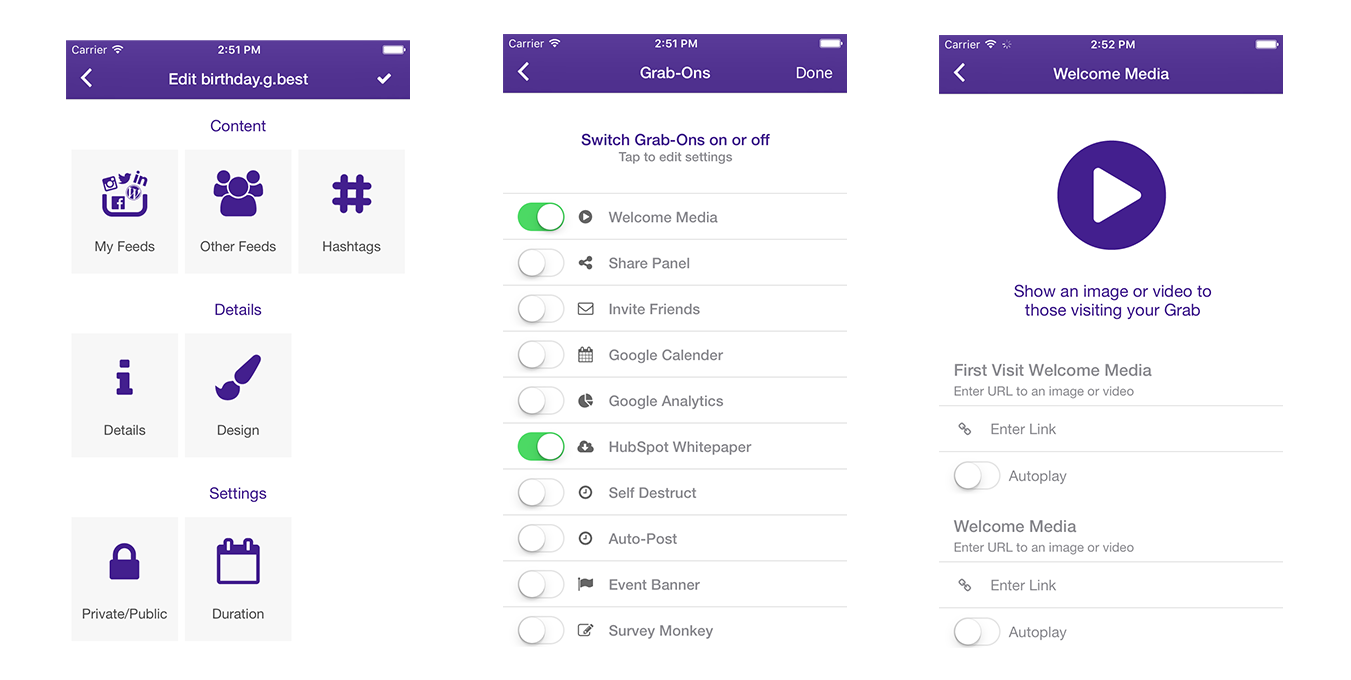 Carrier 2:51 PM
Edit birthday.g.best
Content
My Feeds Other Feeds Hashtags
Details
Details Design
Settings
Private/Public Duration
Carrier 2:51 PM
Grab-Ons Done
Switch Grab-Ons on or off
Tap to edit settings
Welcome Media
Share Panel
Invite Friends
Google Calender
Google Analytics
HubSpot Whitepaper
Self Destruct
Auto-Post
Event Banner
Survey Monkey
Carrier 2:52 PM
Welcome Media
Show an image or video to
those visiting your Grab
First Visit Welcome Media
Enter URL to an image or video
Enter Link
Autoplay
Welcome Media
Enter URL to an image or video
Enter Link
Autoplay